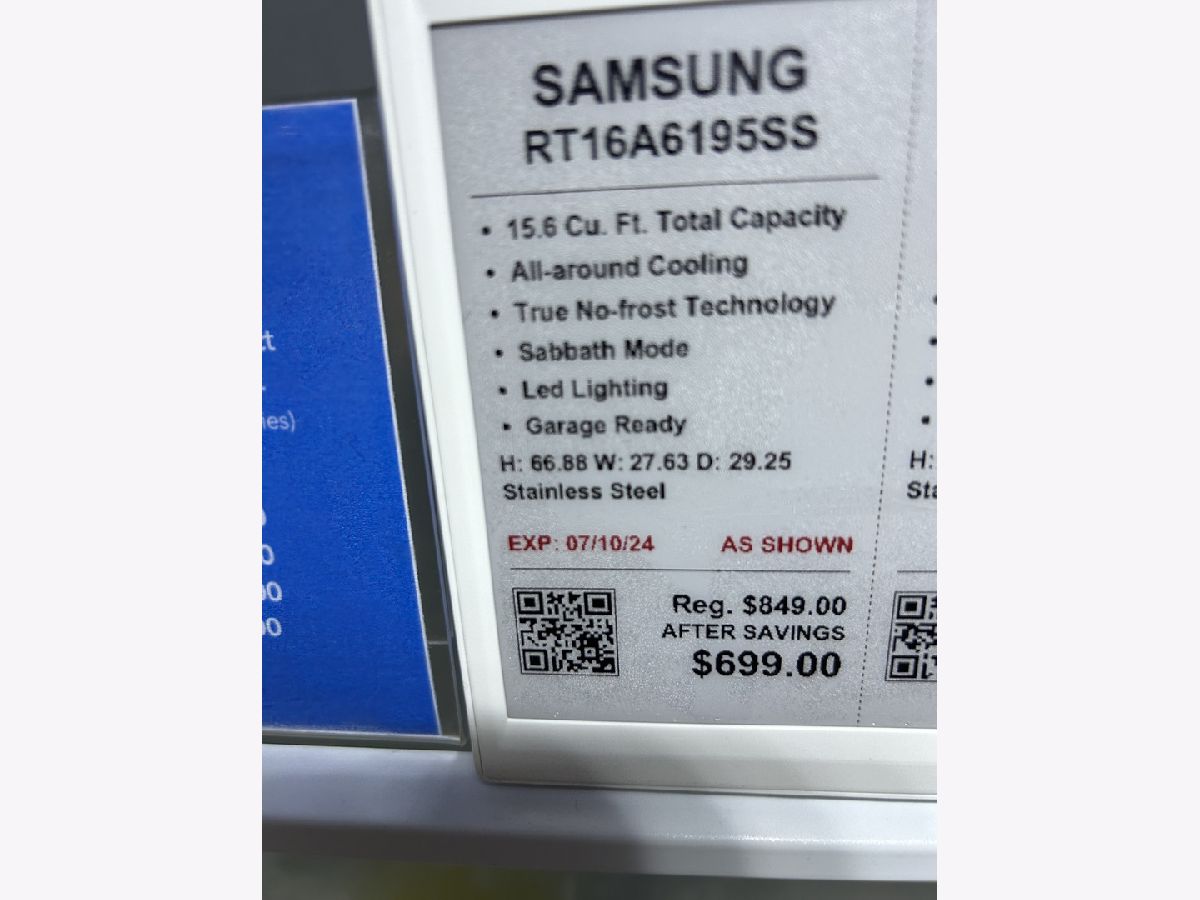 SAMSUNG
RT16A6195SS
• 15.6 Cu. Ft. Total Capacity
• All-around Cooling
• True No-frost Technology
• Sabbath Mode
• Led Lighting
• Garage Ready
H: 66.88 W: 27.63 D: 29.25
Stainless Steel
EXP: 07/10/24 AS SHOWN
Reg. $849.00
AFTER SAVINGS
$699.00
H: